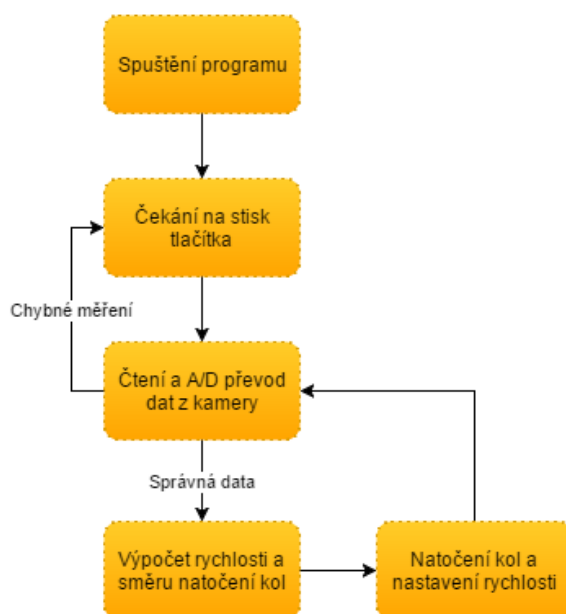 Spuštění programu
Čekání na stisk
tlačítka
Chybné měření
Čtení a A/D převod
dat z kamery
Správná data
Výpočet rychlosti a
směru natočení kol
Natočení kol a
nastavení rychlosti